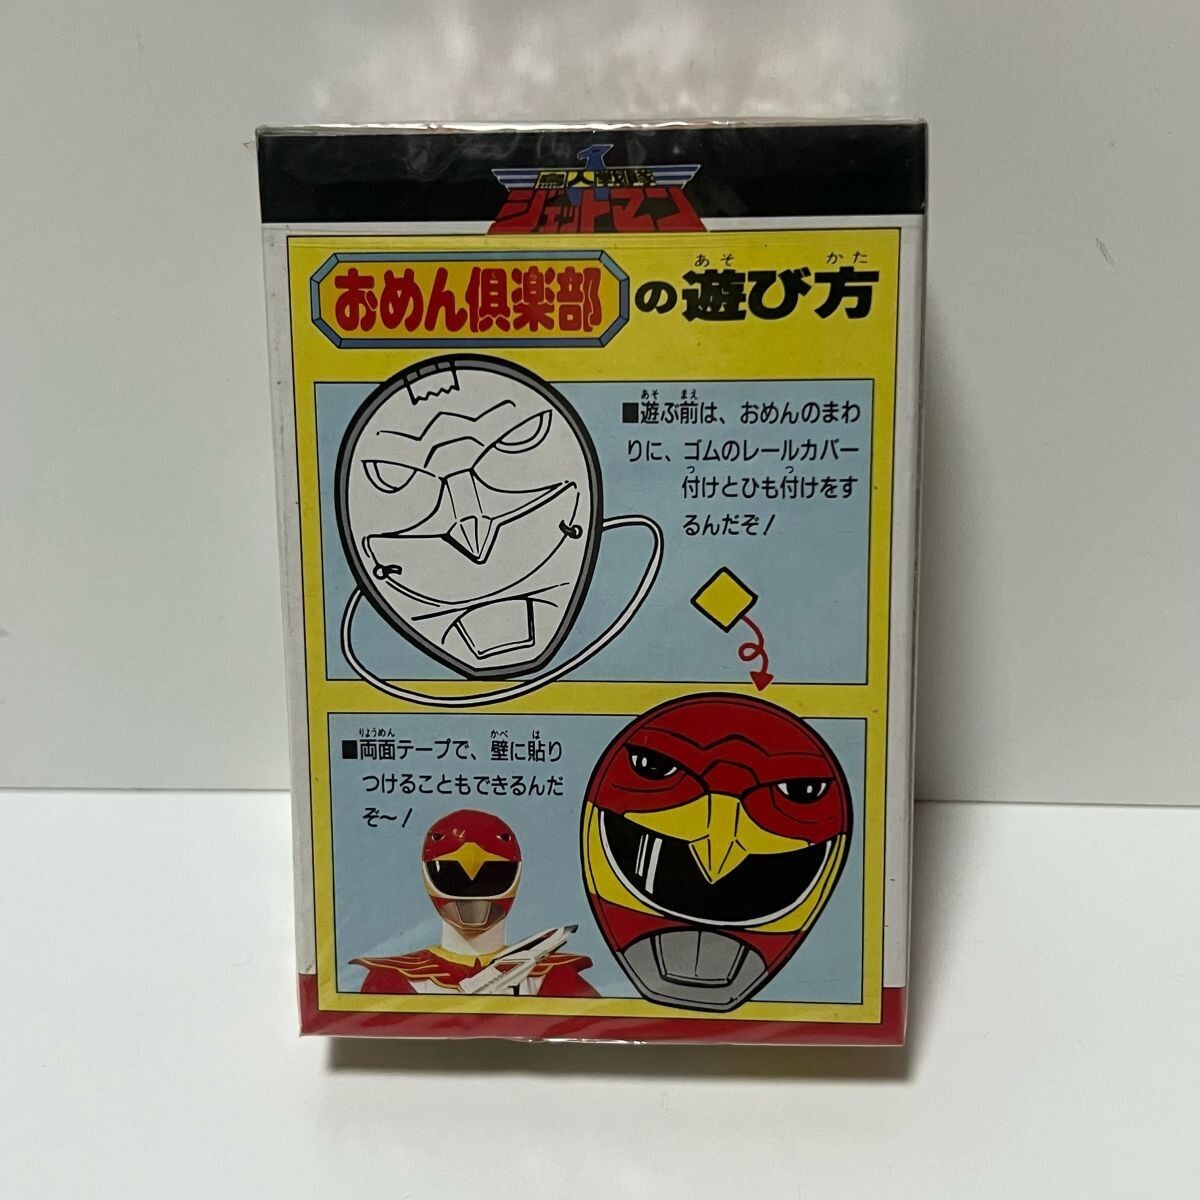 鳥人戦隊
ジェットマン
おめん倶楽部の遊び方
あそ かた
■遊ぶ前は、おめんのまわ
あそ まえ
りに、ゴムのレールカバー
付けとひも付けをす
つ つ
るんだぞ!
■両面テープで、壁に貼り
りょうめん かべ は
つけることもできるんだ
ぞ〜!